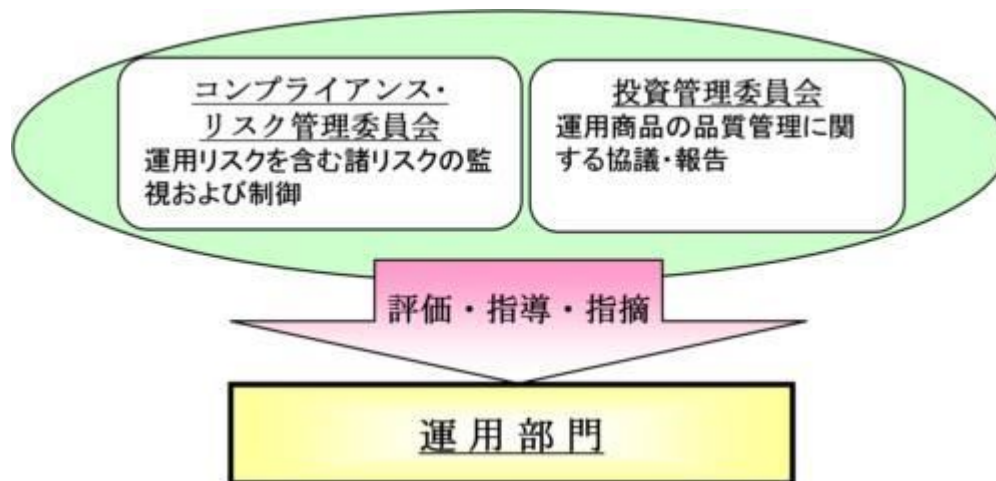 コンプライアンス・
リスク管理委員会
運用リスクを含む諸リスクの監
視および制御
投資管理委員会
運用商品の品質管理に関
する協議・報告
評価・指導・指摘
運用部門